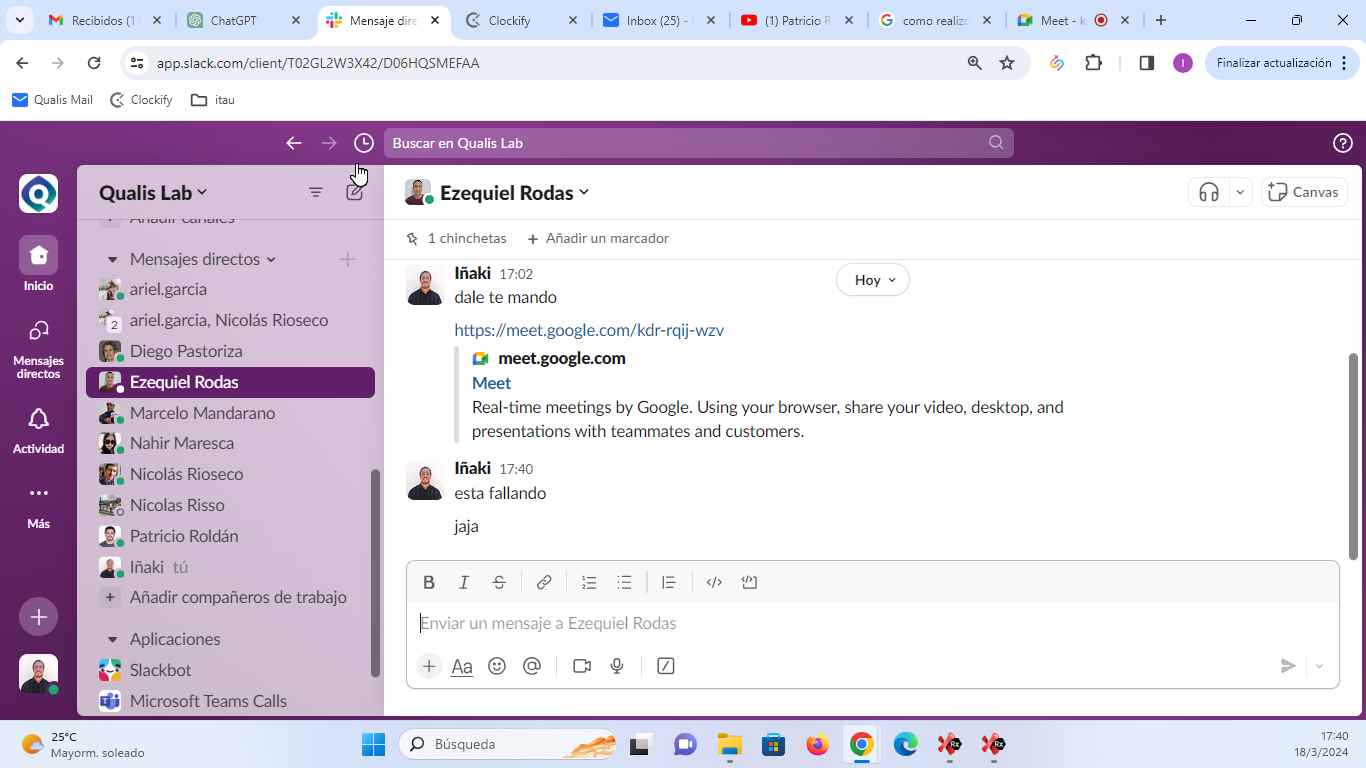 Recibidos (1
ChatGPT
Mensaje dire
Clockify
Inbox (25) -
(1) Patricio R
como realizo
Meet - k
app.slack.com/client/T02GL2W3X42/D06HQSMEFAA
I
Finalizar actualización
Qualis Mail
Clockify
itau
Buscar en Qualis Lab
Qualis Lab
Ezequiel Rodas
Canvas
Añadir canales
1 chinchetas
Añadir un marcador
Inicio
Mensajes directos
Actividad
Más
Mensajes directos
ariel.garcia
2
ariel.garcia, Nicolás Rioseco
Diego Pastoriza
Ezequiel Rodas
Marcelo Mandarano
Nahir Maresca
Nicolás Rioseco
Nicolas Risso
Patricio Roldán
Iñaki tú
Añadir compañeros de trabajo
Aplicaciones
Slackbot
Microsoft Teams Calls
Iñaki 17:02
Hoy
dale te mando
https://meet.google.com/kdr-rqij-wzv
meet.google.com
Meet
Real-time meetings by Google. Using your browser, share your video, desktop, and
presentations with teammates and customers.
Iñaki 17:40
esta fallando
jaja
B I S
Enviar un mensaje a Ezequiel Rodas
Aa
25°C
Mayorm. soleado
Búsqueda
Rx
Rx
17:40
18/3/2024